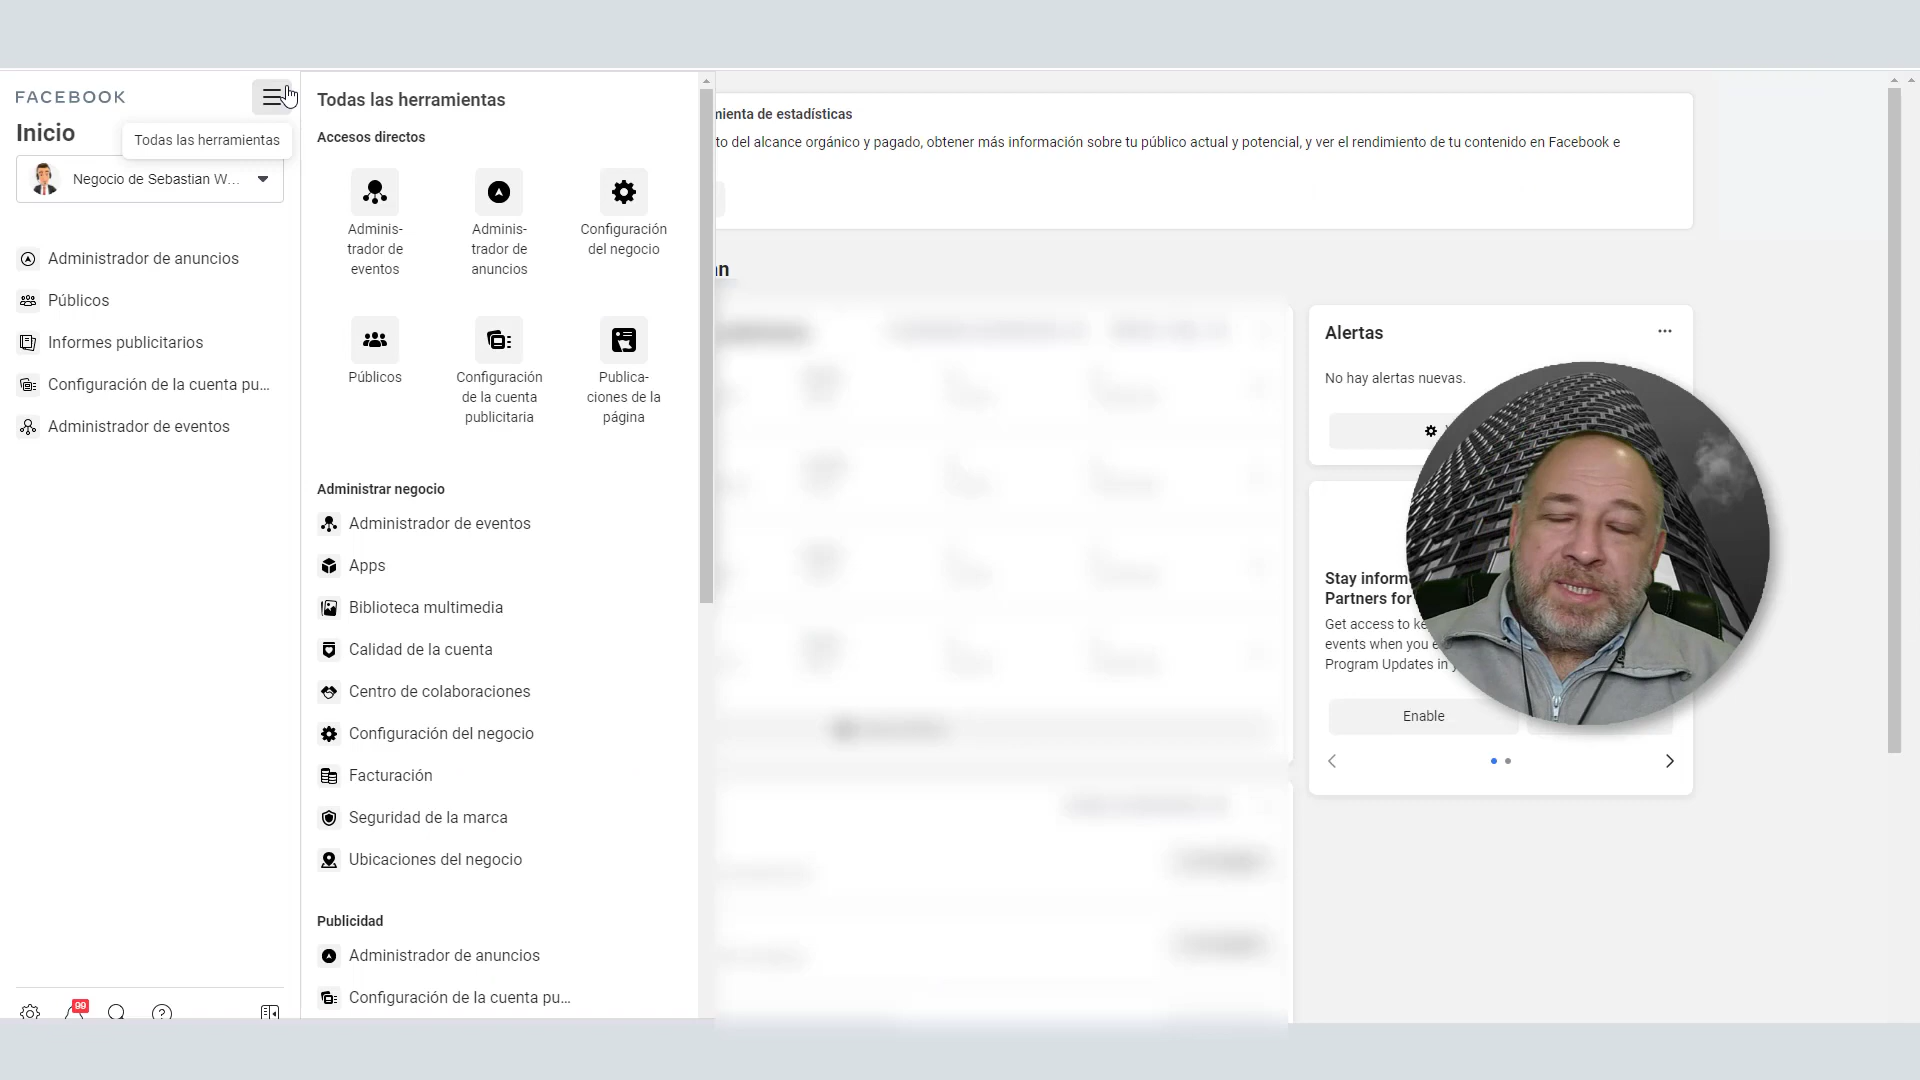 FACEBOOK
Inicio
Todas las herramientas
Negocio de Sebastian W...
Administrador de anuncios
Públicos
Informes publicitarios
Configuración de la cuenta pu...
Administrador de eventos
99
Todas las herramientas
Accesos directos
Adminis-
trador de
eventos
Adminis-
trador de
anuncios
Configuración
del negocio
Públicos
Configuración
de la cuenta
publicitaria
Publica-
ciones de la
página
Administrar negocio
Administrador de eventos
Apps
Biblioteca multimedia
Calidad de la cuenta
Centro de colaboraciones
Configuración del negocio
Facturación
Seguridad de la marca
Ubicaciones del negocio
Publicidad
Administrador de anuncios
Configuración de la cuenta pu...
de estadísticas
del alcance orgánico y pagado, obtener más información sobre tu público actual y potencial, y ver el rendimiento de tu contenido en Facebook e
Alertas
No hay alertas nuevas.
Stay
Partners for
Get access to
events when you
Program Updates in
Enable